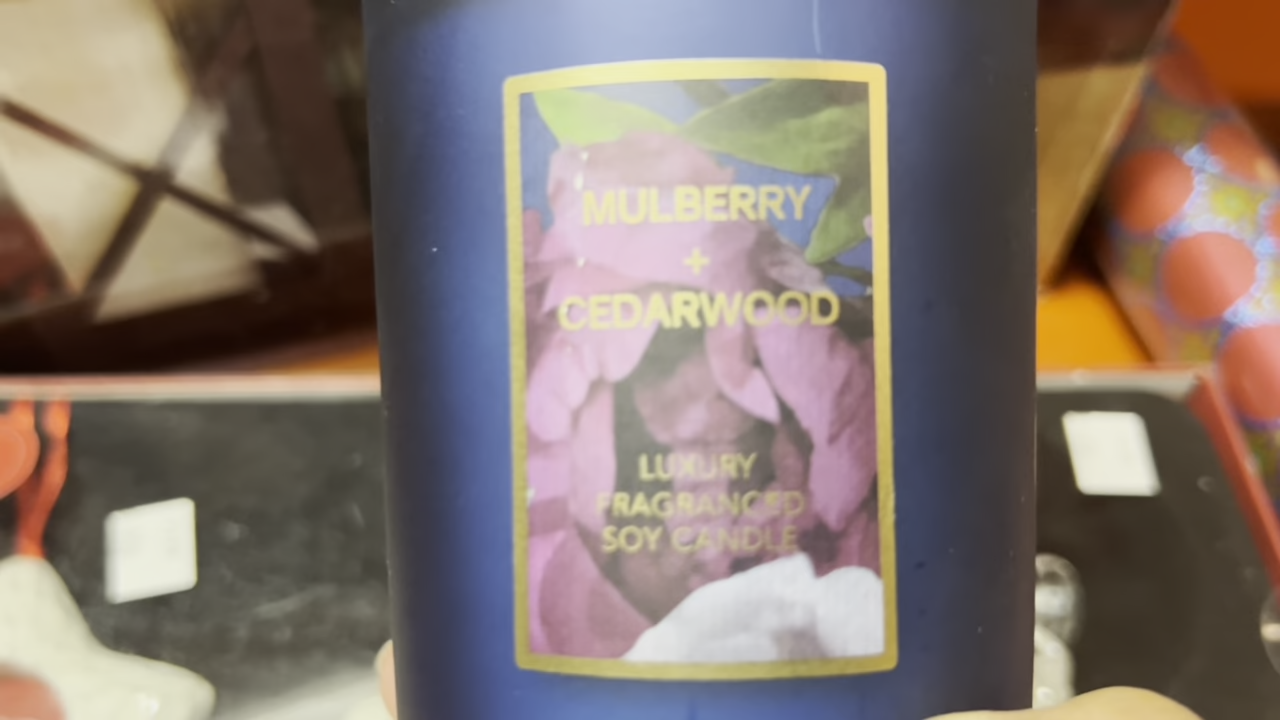 MULBERRY
+
CEDARWOOD
LUXURY
FRAGRANCED
SOY CANDLE